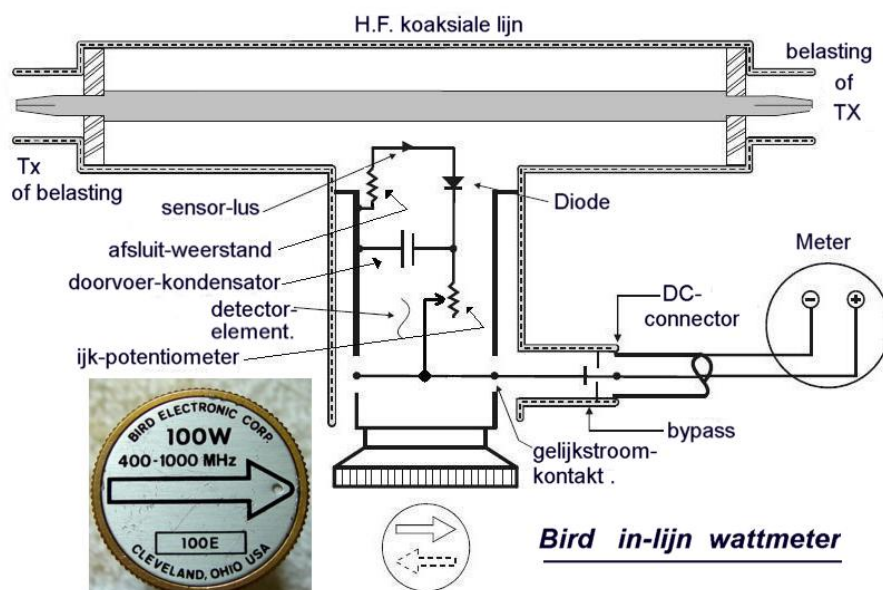 H.F. koaksiale lijn
belasting
of
TX
Tx
of belasting
sensor-lus
Diode
afsluit-weerstand
doorvoer-kondensator
detector-
element.
ijk-potentiometer
Meter
DC-
connector
- +
bypass
gelijkstroom-
kontakt .
BIRD ELECTRONIC CORP.
100W
400-1000 MHz
100E
CLEVELAND, OHIO USA
Bird in-lijn wattmeter